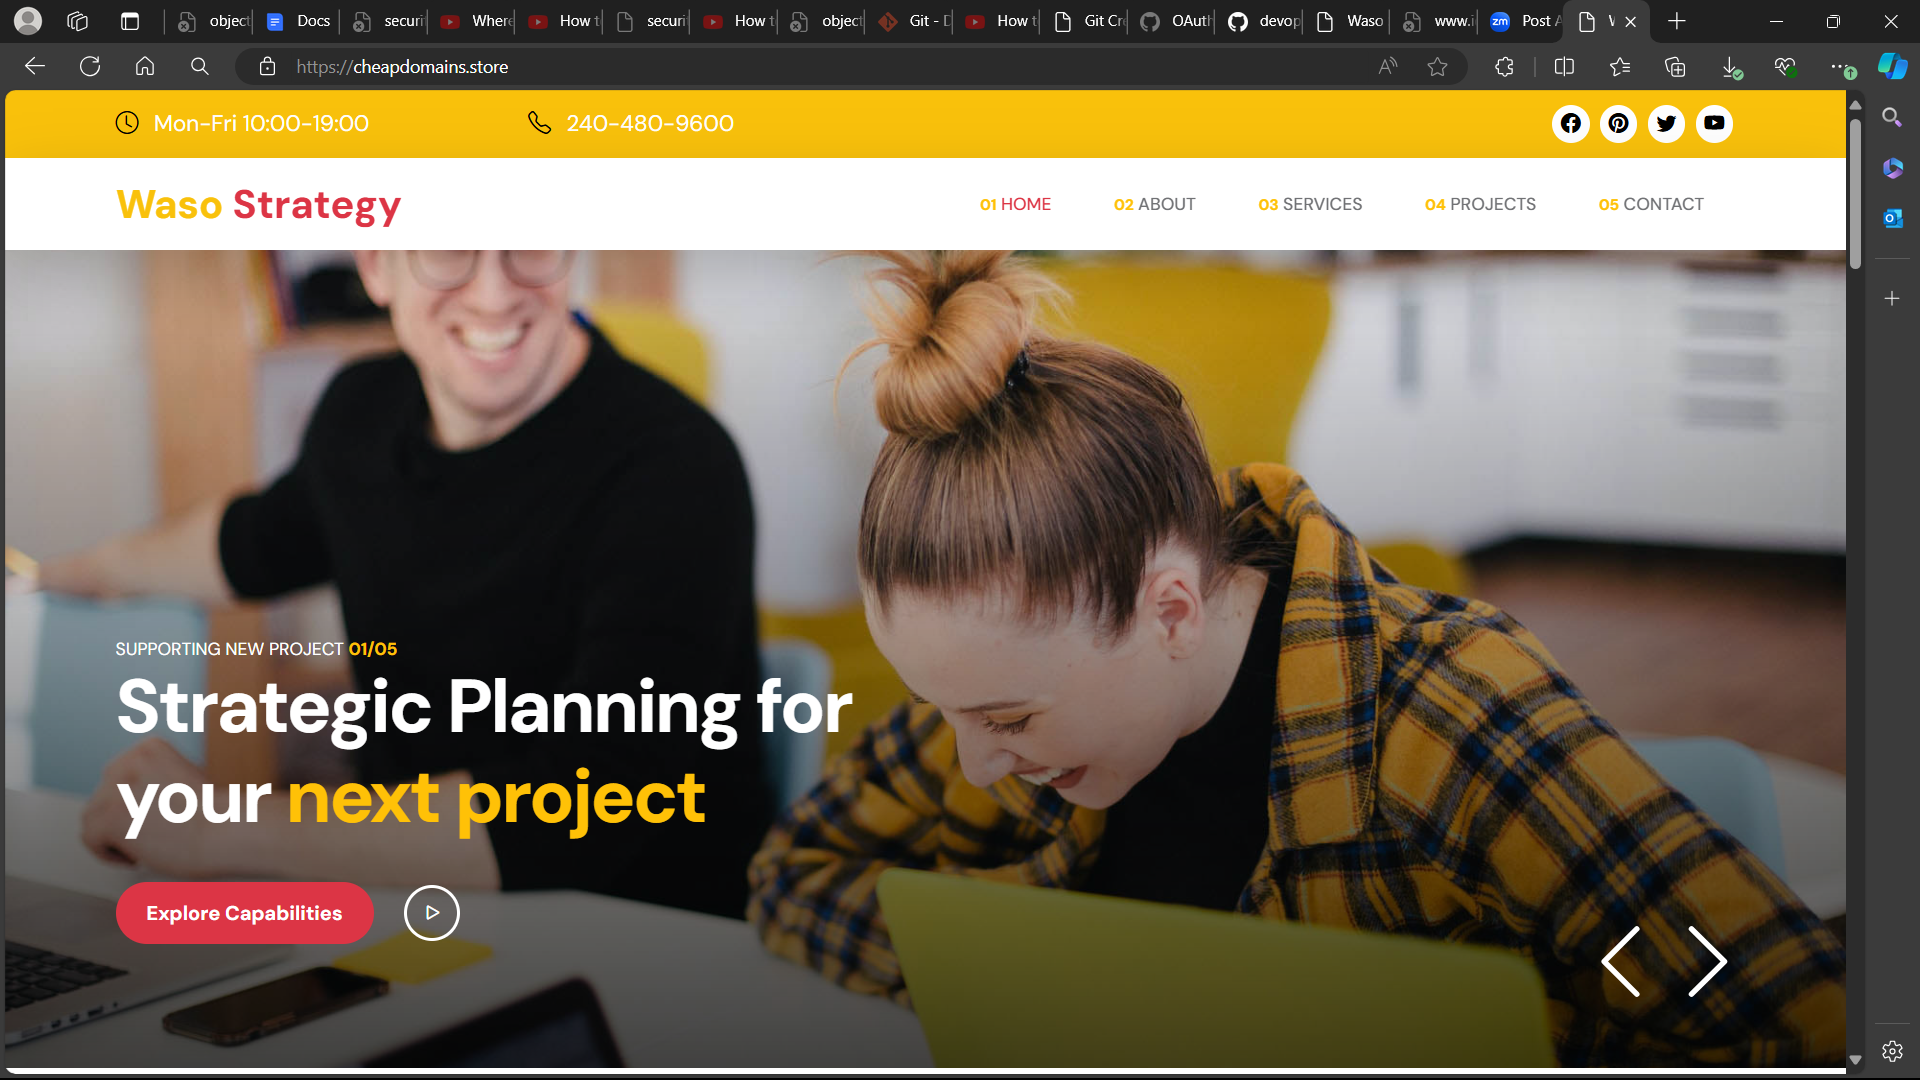 object
Docs
securi
Where
How t
securi
How t
object
Git - D
How t
Git Cr
OAuth
devop
Waso
www.i
zm
Post A
https://cheapdomains.store
Mon-Fri 10:00-19:00
240-480-9600
Waso Strategy
01 HOME
02 ABOUT
03 SERVICES
04 PROJECTS
05 CONTACT
SUPPORTING NEW PROJECT 01/05
Strategic Planning for
your next project
Explore Capabilities